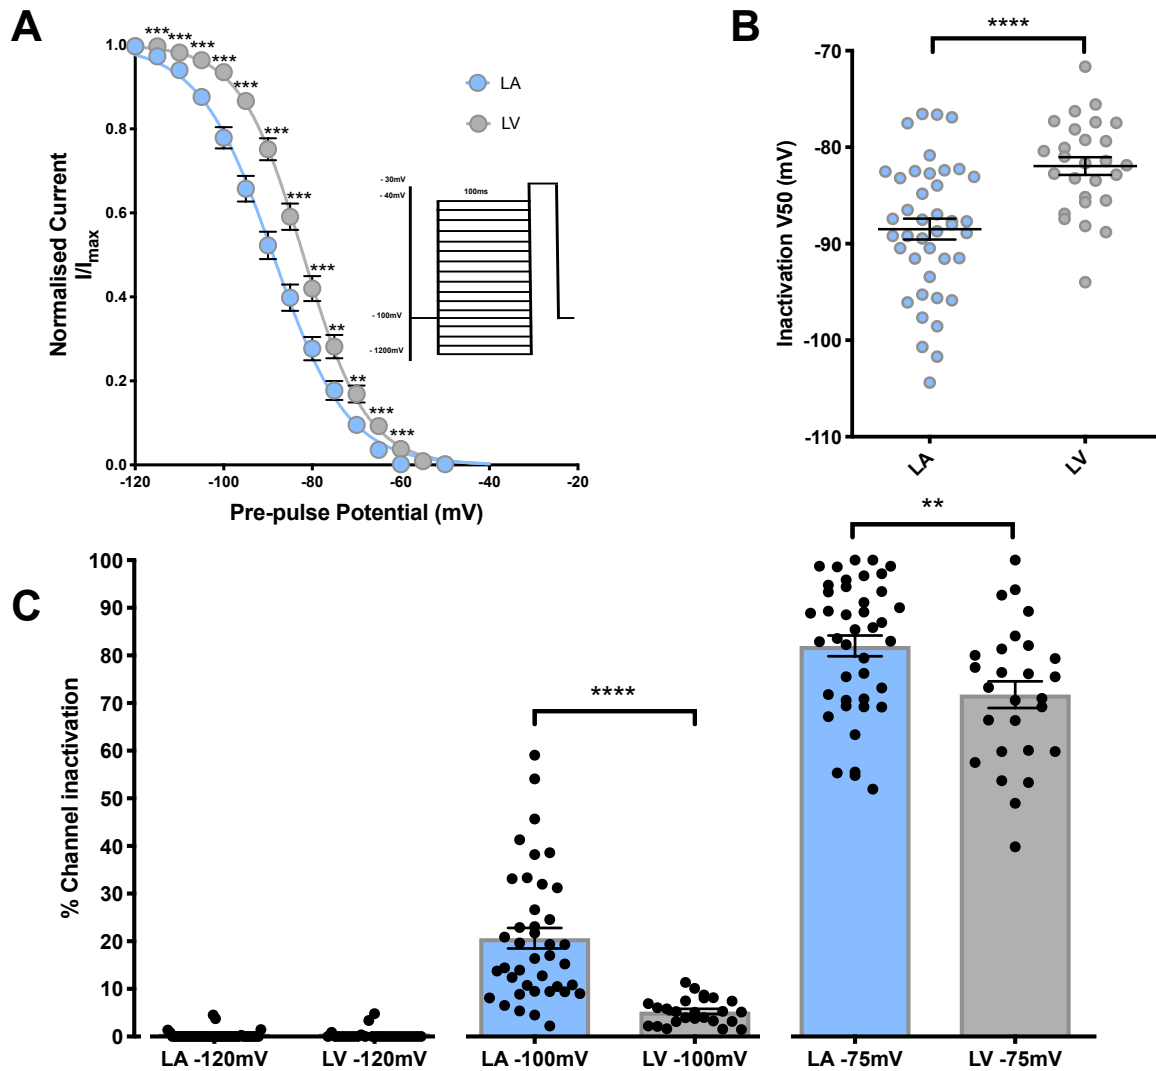 A
1.0
0.8
0.6
0.4
0.2
0.0
Normalised Current
I/Imax
-120
-100
-80
-60
-40
-20
Pre-pulse Potential (mV)
***
***
***
***
***
***
***
***
**
**
***
***
LA
LV
- 30mV
- 40mV
100ms
- 100mV
- 1200mV
B
****
-70
-80
-90
-100
-110
Inactivation V50 (mV)
LA
LV
C
100
90
80
70
60
50
40
30
20
10
0
% Channel inactivation
****
**
LA -120mV
LV -120mV
LA -100mV
LV -100mV
LA -75mV
LV -75mV